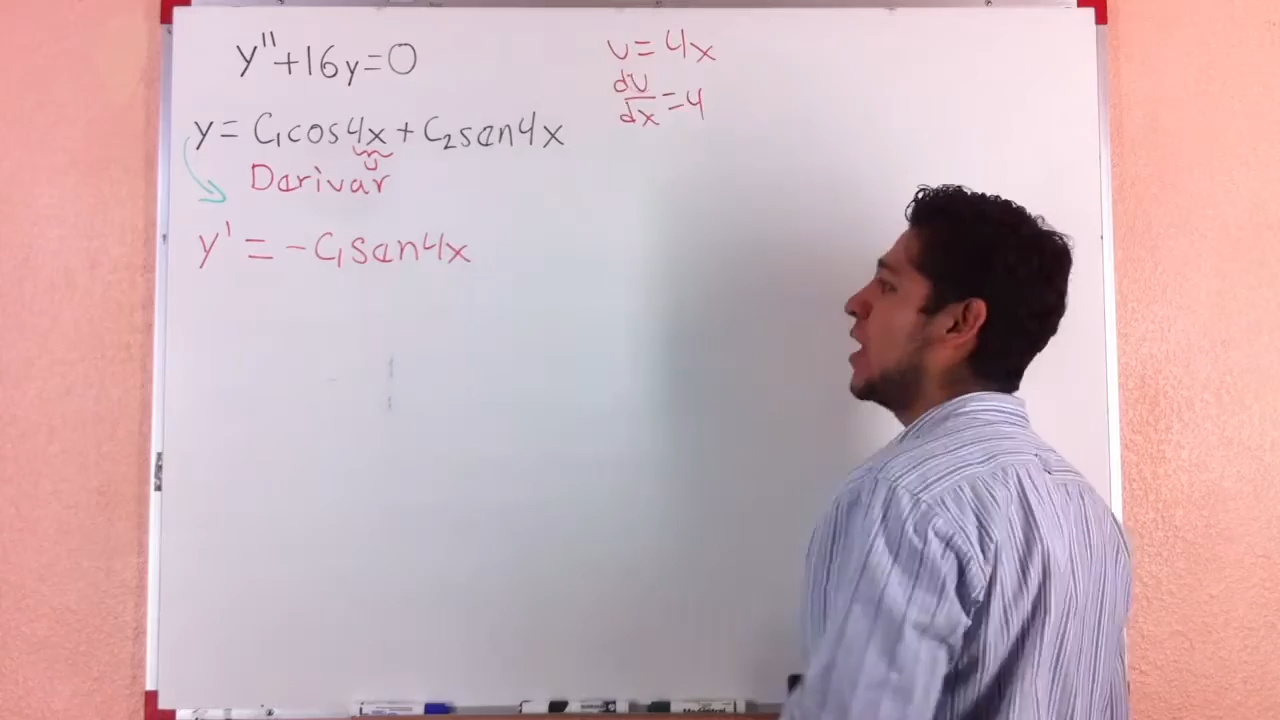 y''+16y=0
y= C₁cos4x+C₂sen4x
u
Derivar
y' = -C₁sen4x
u=4x
du/dx=4